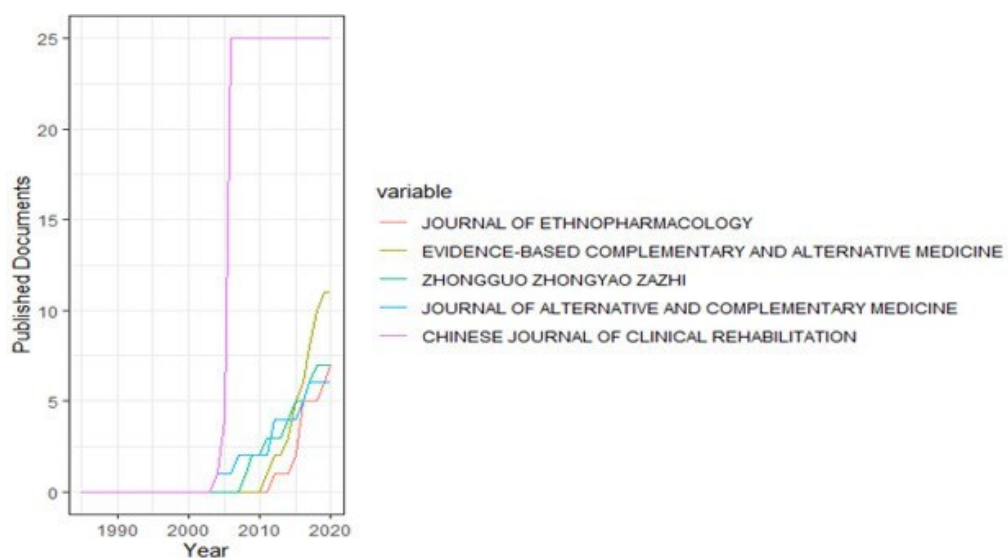 25
20
15
10
5
0
Published Documents
1990 2000 2010 2020
Year
variable
JOURNAL OF ETHNOPHARMACOLOGY
EVIDENCE-BASED COMPLEMENTARY AND ALTERNATIVE MEDICINE
ZHONGGUO ZHONGYAO ZAZHI
JOURNAL OF ALTERNATIVE AND COMPLEMENTARY MEDICINE
CHINESE JOURNAL OF CLINICAL REHABILITATION